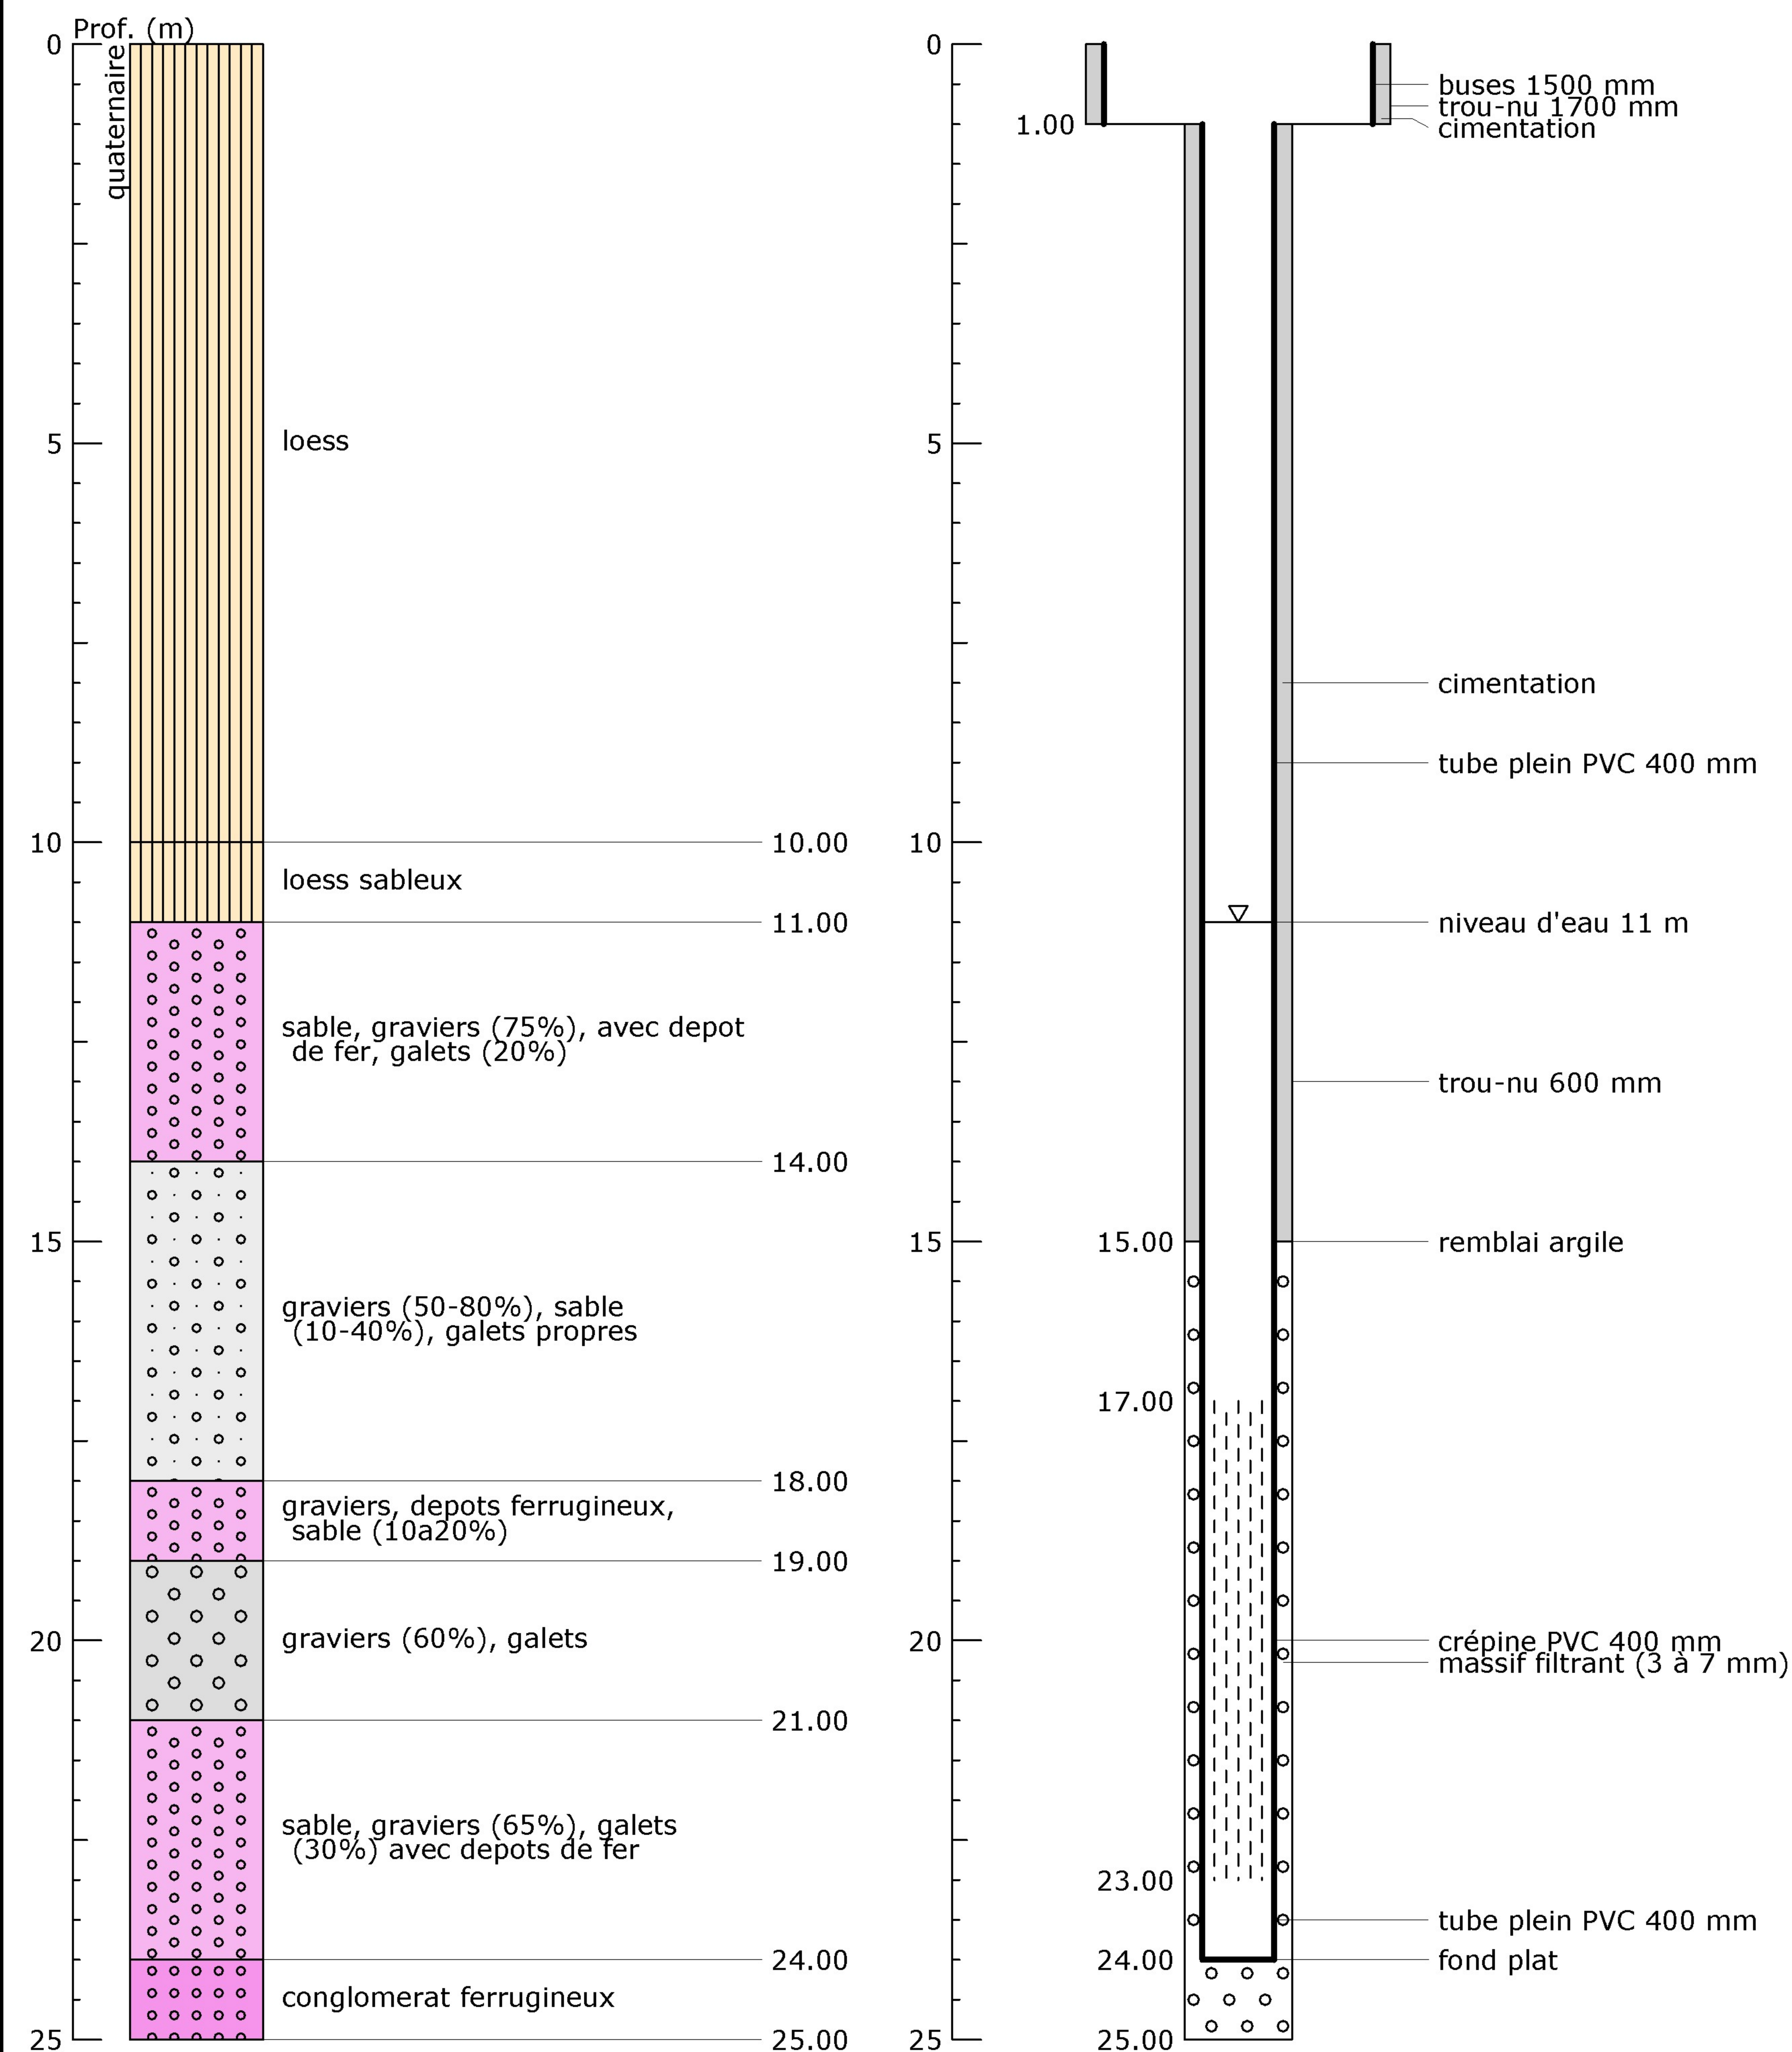 Prof. (m)
0
quaternaire
5
loess
10
10.00
loess sableux
11.00
sable, graviers (75%), avec depot
de fer, galets (20%)
14.00
15
graviers (50-80%), sable
(10-40%), galets propres
18.00
graviers, depots ferrugineux,
sable (10a20%)
19.00
20
graviers (60%), galets
21.00
sable, graviers (65%), galets
(30%) avec depots de fer
24.00
conglomerat ferrugineux
25
25.00
0
buses 1500 mm
trou-nu 1700 mm
1.00
cimentation
5
cimentation
tube plein PVC 400 mm
10
niveau d'eau 11 m
trou-nu 600 mm
15
15.00
remblai argile
17.00
20
crépine PVC 400 mm
massif filtrant (3 à 7 mm)
23.00
tube plein PVC 400 mm
24.00
fond plat
25
25.00